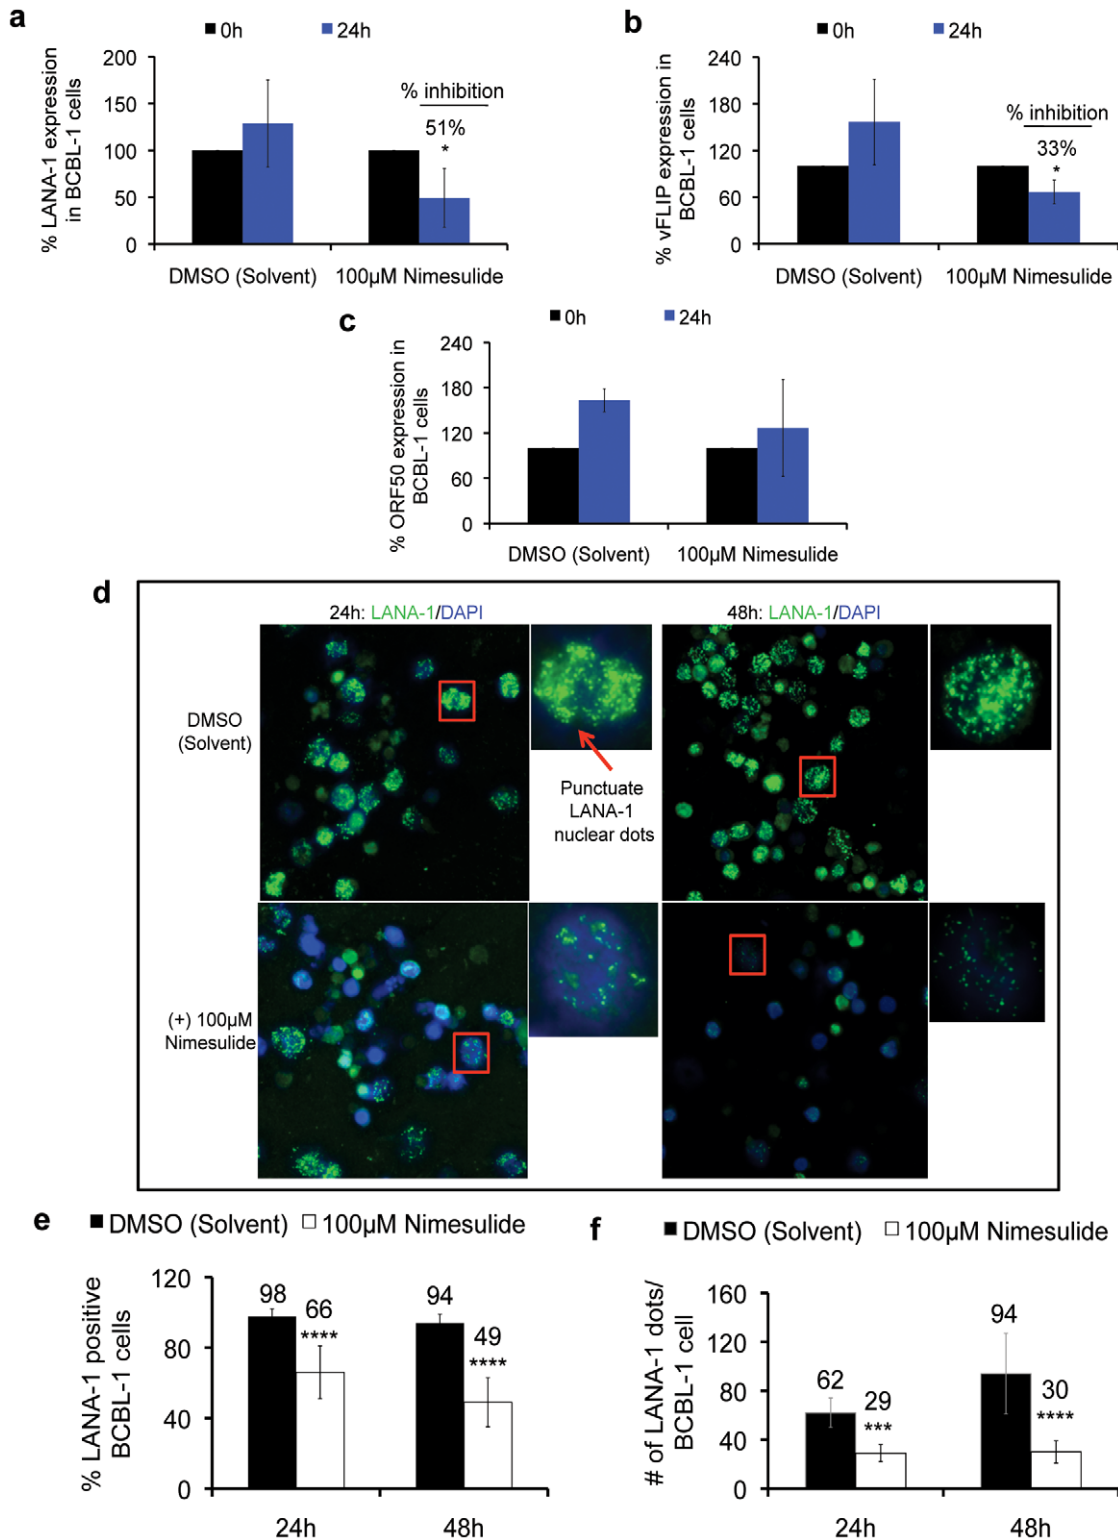 a
0h 24h
% LANA-1 expression
in BCBL-1 cells
200
150
100
50
0
% inhibition
51%
*
DMSO (Solvent) 100µM Nimesulide
b
0h 24h
% vFLIP expression in
BCBL-1 cells
240
180
120
60
0
% inhibition
33%
*
DMSO (Solvent) 100µM Nimesulide
c
0h 24h
% ORF50 expression in
BCBL-1 cells
240
180
120
60
0
DMSO (Solvent) 100µM Nimesulide
d
24h: LANA-1/DAPI 48h: LANA-1/DAPI
DMSO
(Solvent)
Punctuate
LANA-1
nuclear dots
(+) 100µM
Nimesulide
e
DMSO (Solvent) 100µM Nimesulide
% LANA-1 positive
BCBL-1 cells
120
80
40
0
98 66 94 49
**** ****
24h 48h
f
DMSO (Solvent) 100µM Nimesulide
# of LANA-1 dots/
BCBL-1 cell
160
120
80
40
0
62 29 94 30
*** ****
24h 48h